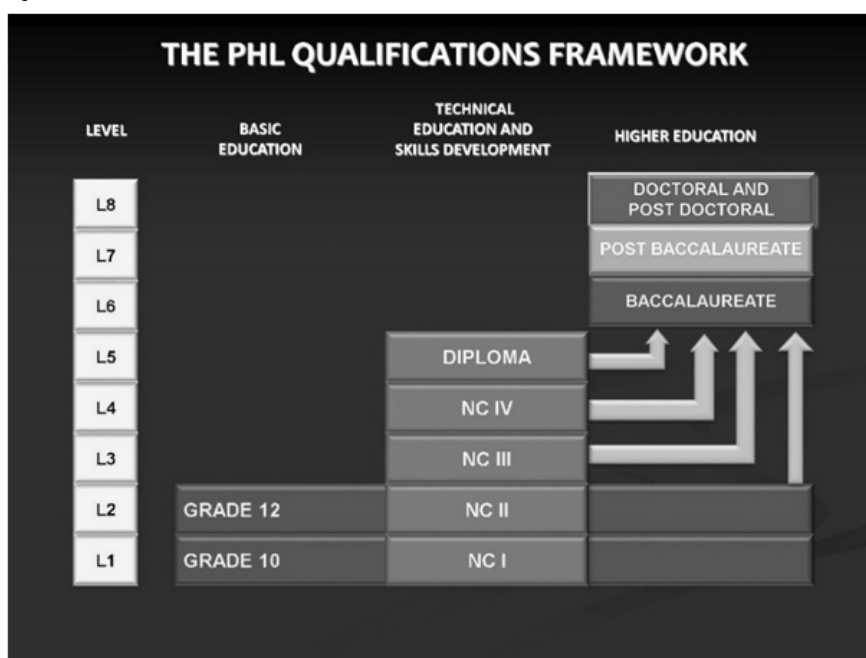 THE PHL QUALIFICATIONS FRAMEWORK
LEVEL
BASIC
EDUCATION
TECHNICAL
EDUCATION AND
SKILLS DEVELOPMENT
HIGHER EDUCATION
L8
DOCTORAL AND
POST DOCTORAL
L7
POST BACCALAUREATE
L6
BACCALAUREATE
L5
DIPLOMA
L4
NC IV
L3
NC III
L2
GRADE 12
NC II
L1
GRADE 10
NC I